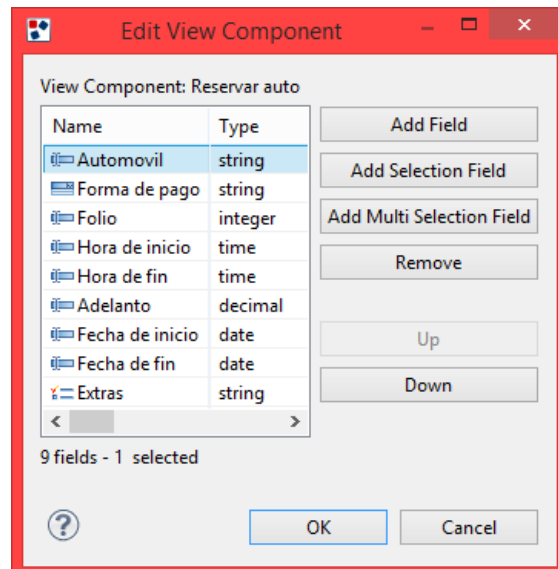 Edit View Component
View Component: Reservar auto
Name Type
Automovil string
Forma de pago string
Folio integer
Hora de inicio time
Hora de fin time
Adelanto decimal
Fecha de inicio date
Fecha de fin date
Extras string
9 fields - 1 selected
Add Field
Add Selection Field
Add Multi Selection Field
Remove
Up
Down
OK Cancel